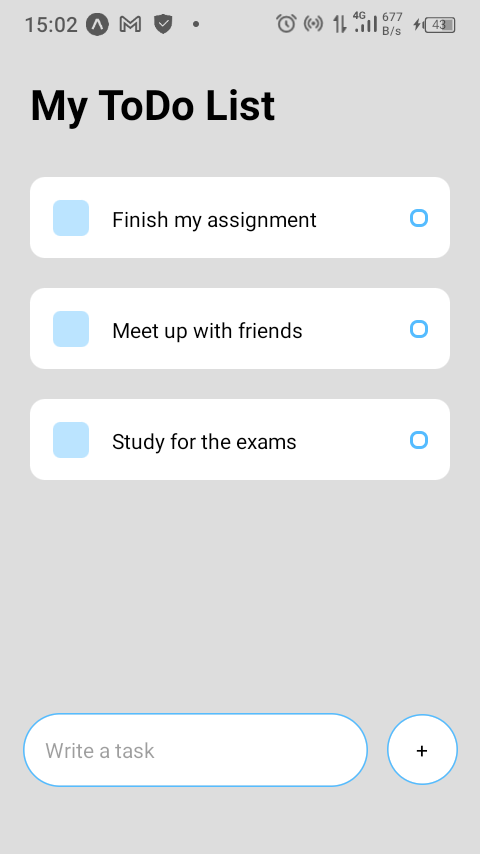 15:02
4G
677
B/s
43
My ToDo List
Finish my assignment
Meet up with friends
Study for the exams
Write a task
+